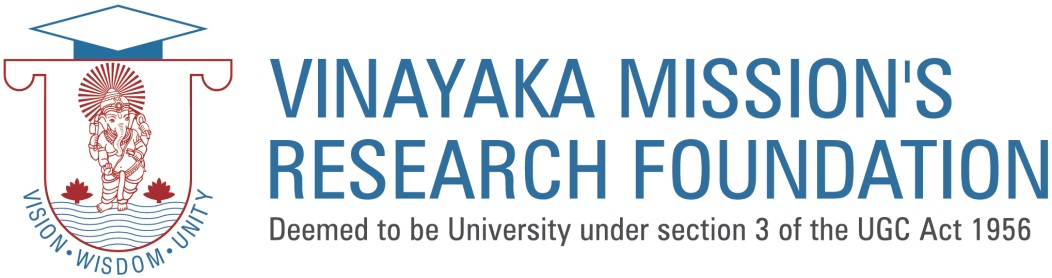 VINAYAKA MISSION'S
RESEARCH FOUNDATION
Deemed to be University under section 3 of the UGC Act 1956
VISION • WISDOM • UNITY